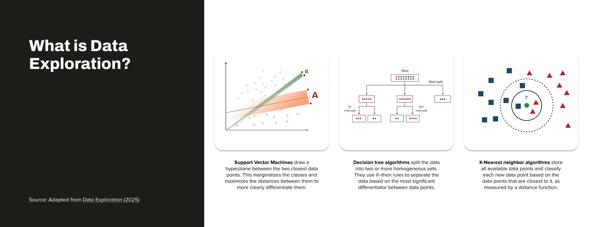 What is Data
Exploration?
B
A
Root
?
Support Vector Machines draw a
hyperplane between the two closest data
points. This marginalizes the classes and
maximizes the distances between them to
more clearly differentiate them.
Decision tree algorithms split the data
into two or more homogeneous sets.
They use if–then rules to separate the
data based on the most significant
differentiator between data points.
K-Nearest neighbor algorithms store
all available data points and classify
each new data point based on the
data points that are closest to it, as
measured by a distance function.
Source: Adapted from Data Exploration (2025)